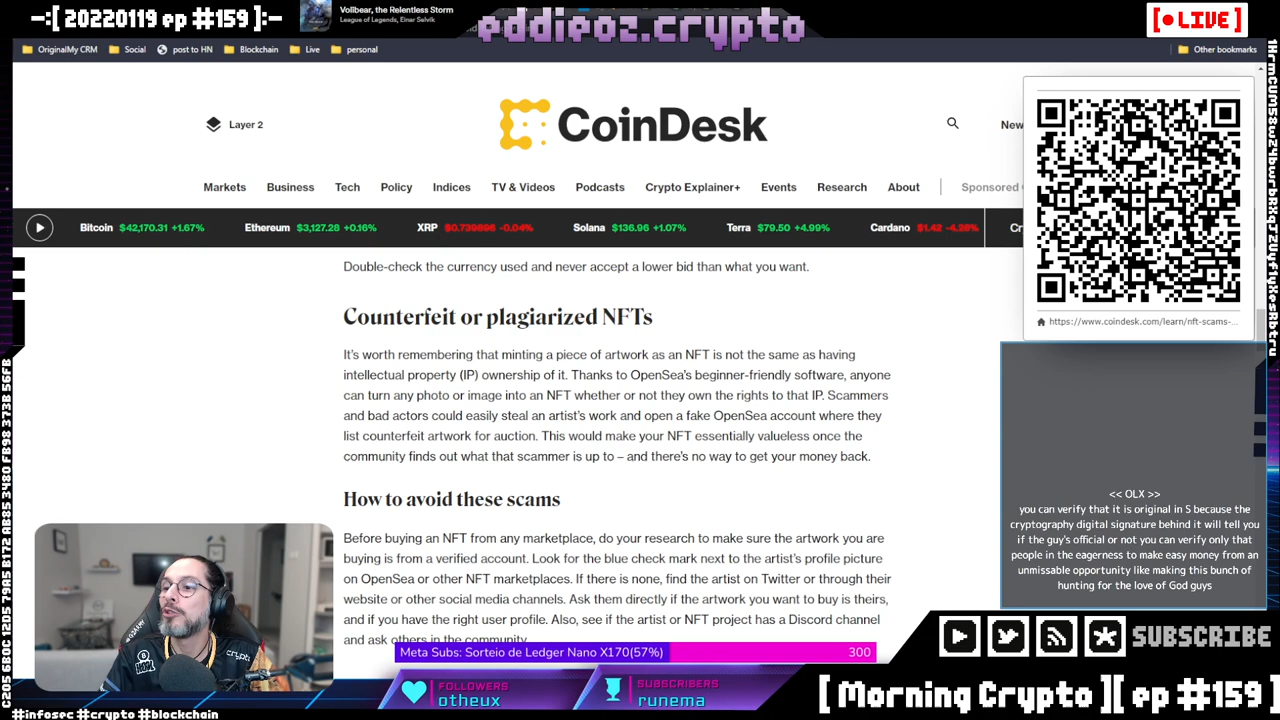 -:[ 20220119 ep #159 ]:-
Volibear, the Relentless Storm
League of Legends, Einar Selvik
eddieoz.crypto
[ • LIVE ]
OriginalMy CRM
Social
post to HN
Blockchain
Live
personal
Other bookmarks
Layer 2
CoinDesk
New
Markets
Business
Tech
Policy
Indices
TV & Videos
Podcasts
Crypto Explainer+
Events
Research
About
Sponsored
Bitcoin $42,170.31 +1.67%
Ethereum $3,127.28 +0.16%
XRP $0.739896 -0.04%
Solana $136.96 +1.07%
Terra $79.50 +4.99%
Cardano $1.42 -4.26%
Cr
Double-check the currency used and never accept a lower bid than what you want.
Counterfeit or plagiarized NFTs
It's worth remembering that minting a piece of artwork as an NFT is not the same as having
intellectual property (IP) ownership of it. Thanks to OpenSea's beginner-friendly software, anyone
can turn any photo or image into an NFT whether or not they own the rights to that IP. Scammers
and bad actors could easily steal an artist's work and open a fake OpenSea account where they
list counterfeit artwork for auction. This would make your NFT essentially valueless once the
community finds out what that scammer is up to – and there's no way to get your money back.
How to avoid these scams
Before buying an NFT from any marketplace, do your research to make sure the artwork you are
buying is from a verified account. Look for the blue check mark next to the artist's profile picture
on OpenSea or other NFT marketplaces. If there is none, find the artist on Twitter or through their
website or other social media channels. Ask them directly if the artwork you want to buy is theirs,
and if you have the right user profile. Also, see if the artist or NFT project has a Discord channel
and ask others in the community.
https://www.coindesk.com/learn/nft-scams-...
<< OLX >>
you can verify that it is original in S because the
cryptography digital signature behind it will tell you
if the guy's official or not you can verify only that
people in the eagerness to make easy money from an
unmissable opportunity like making this bunch of
hunting for the love of God guys
Meta Subs: Sorteio de Ledger Nano X170(57%)
300
FOLLOWERS
otheux
SUBSCRIBERS
runema
SUBSCRIBE
[ Morning Crypto ][ ep #159 ]
#infosec #crypto #blockchain